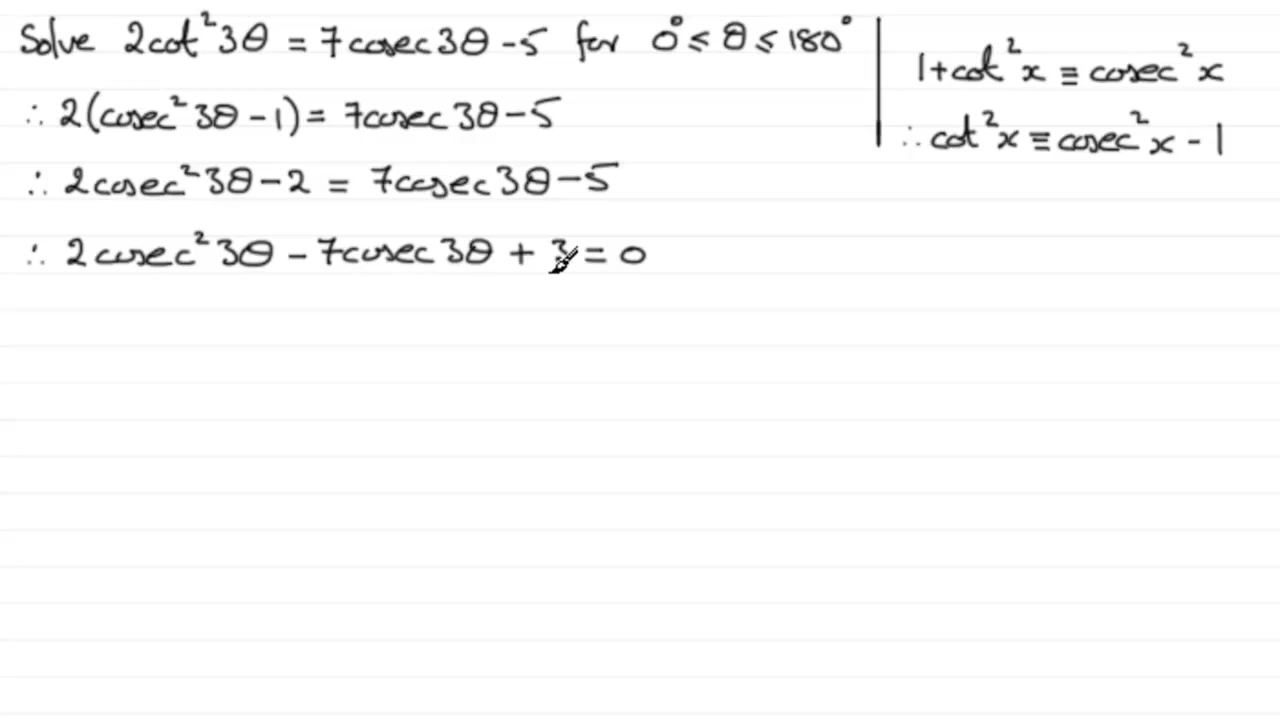 Solve 2cot²3θ = 7cosec3θ - 5 for 0° ≤ θ ≤ 180°
∴ 2(cosec²3θ - 1) = 7cosec3θ - 5
∴ 2cosec²3θ - 2 = 7cosec3θ - 5
∴ 2cosec²3θ - 7cosec3θ + 3 = 0
1 + cot²x ≡ cosec²x
∴ cot²x ≡ cosec²x - 1